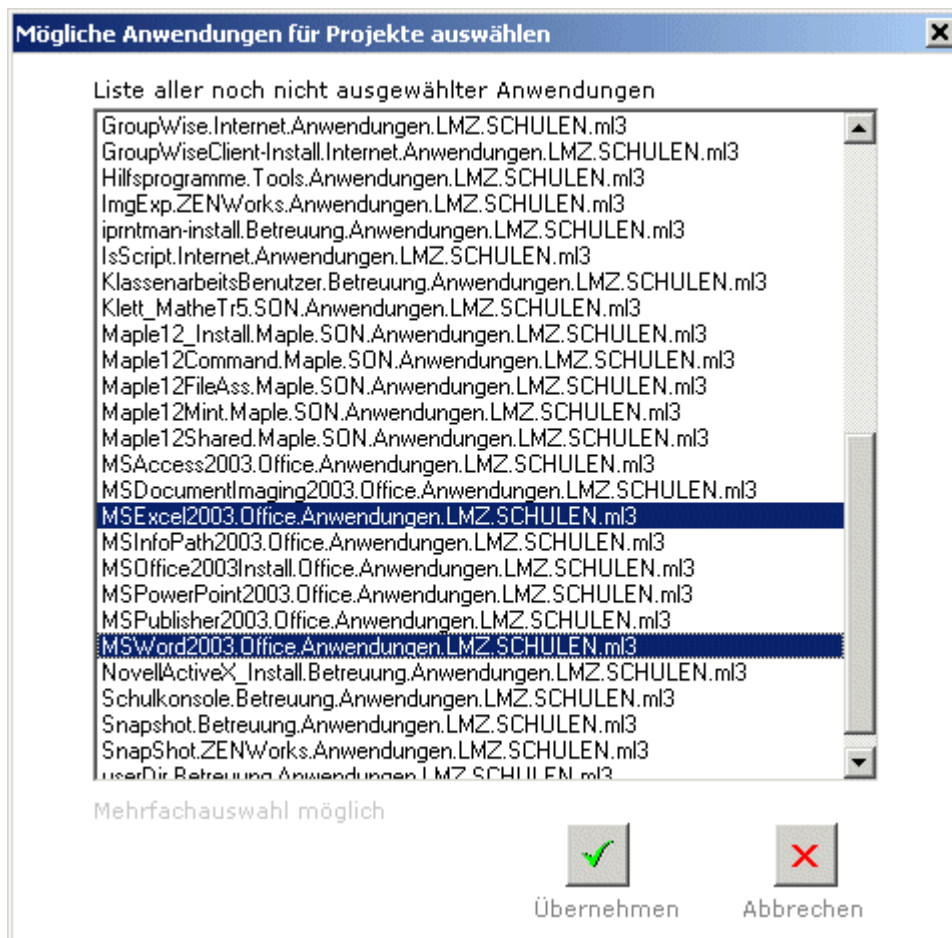 Mögliche Anwendungen für Projekte auswählen
Liste aller noch nicht ausgewählter Anwendungen
GroupWise.Internet.Anwendungen.LMZ.SCHULEN.ml3
GroupWiseClient-Install.Internet.Anwendungen.LMZ.SCHULEN.ml3
Hilfsprogramme.Tools.Anwendungen.LMZ.SCHULEN.ml3
ImgExp.ZENWorks.Anwendungen.LMZ.SCHULEN.ml3
iprntman-install.Betreuung.Anwendungen.LMZ.SCHULEN.ml3
IsScript.Internet.Anwendungen.LMZ.SCHULEN.ml3
KlassenarbeitsBenutzer.Betreuung.Anwendungen.LMZ.SCHULEN.ml3
Klett_MatheTr5.SON.Anwendungen.LMZ.SCHULEN.ml3
Maple12_Install.Maple.SON.Anwendungen.LMZ.SCHULEN.ml3
Maple12Command.Maple.SON.Anwendungen.LMZ.SCHULEN.ml3
Maple12FileAss.Maple.SON.Anwendungen.LMZ.SCHULEN.ml3
Maple12Mint.Maple.SON.Anwendungen.LMZ.SCHULEN.ml3
Maple12Shared.Maple.SON.Anwendungen.LMZ.SCHULEN.ml3
MSAccess2003.Office.Anwendungen.LMZ.SCHULEN.ml3
MSDocumentImaging2003.Office.Anwendungen.LMZ.SCHULEN.ml3
MSExcel2003.Office.Anwendungen.LMZ.SCHULEN.ml3
MSInfoPath2003.Office.Anwendungen.LMZ.SCHULEN.ml3
MSOffice2003Install.Office.Anwendungen.LMZ.SCHULEN.ml3
MSPowerPoint2003.Office.Anwendungen.LMZ.SCHULEN.ml3
MSPublisher2003.Office.Anwendungen.LMZ.SCHULEN.ml3
MSWord2003.Office.Anwendungen.LMZ.SCHULEN.ml3
NovellActiveX_Install.Betreuung.Anwendungen.LMZ.SCHULEN.ml3
Schulkonsole.Betreuung.Anwendungen.LMZ.SCHULEN.ml3
Snapshot.Betreuung.Anwendungen.LMZ.SCHULEN.ml3
SnapShot.ZENWorks.Anwendungen.LMZ.SCHULEN.ml3
userDir.Betreuung.Anwendungen.LMZ.SCHULEN.ml3
Mehrfachauswahl möglich
Übernehmen Abbrechen